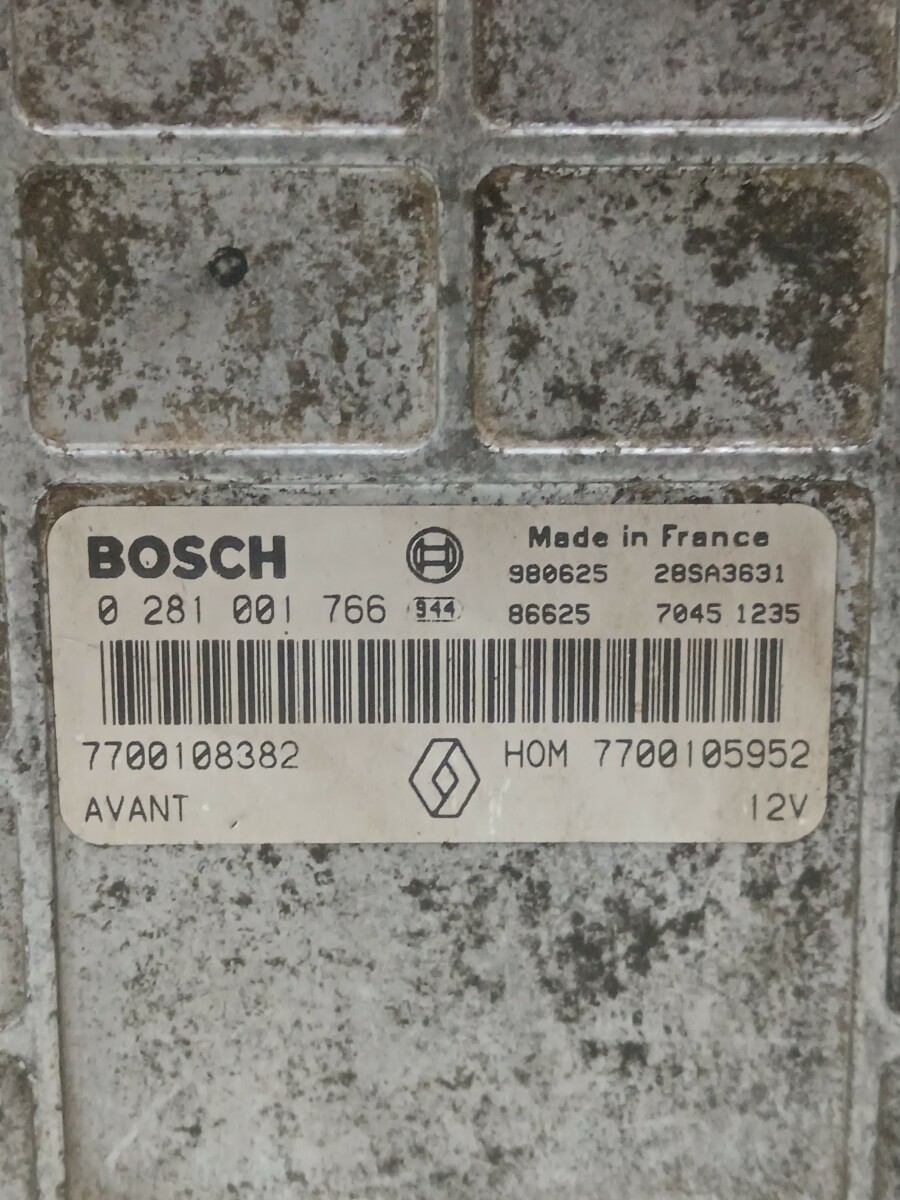 BOSCH
Made in France
980625 28SA3631
0 281 001 766 944 86625 7045 1235
7700108382 HOM 7700105952
AVANT 12V